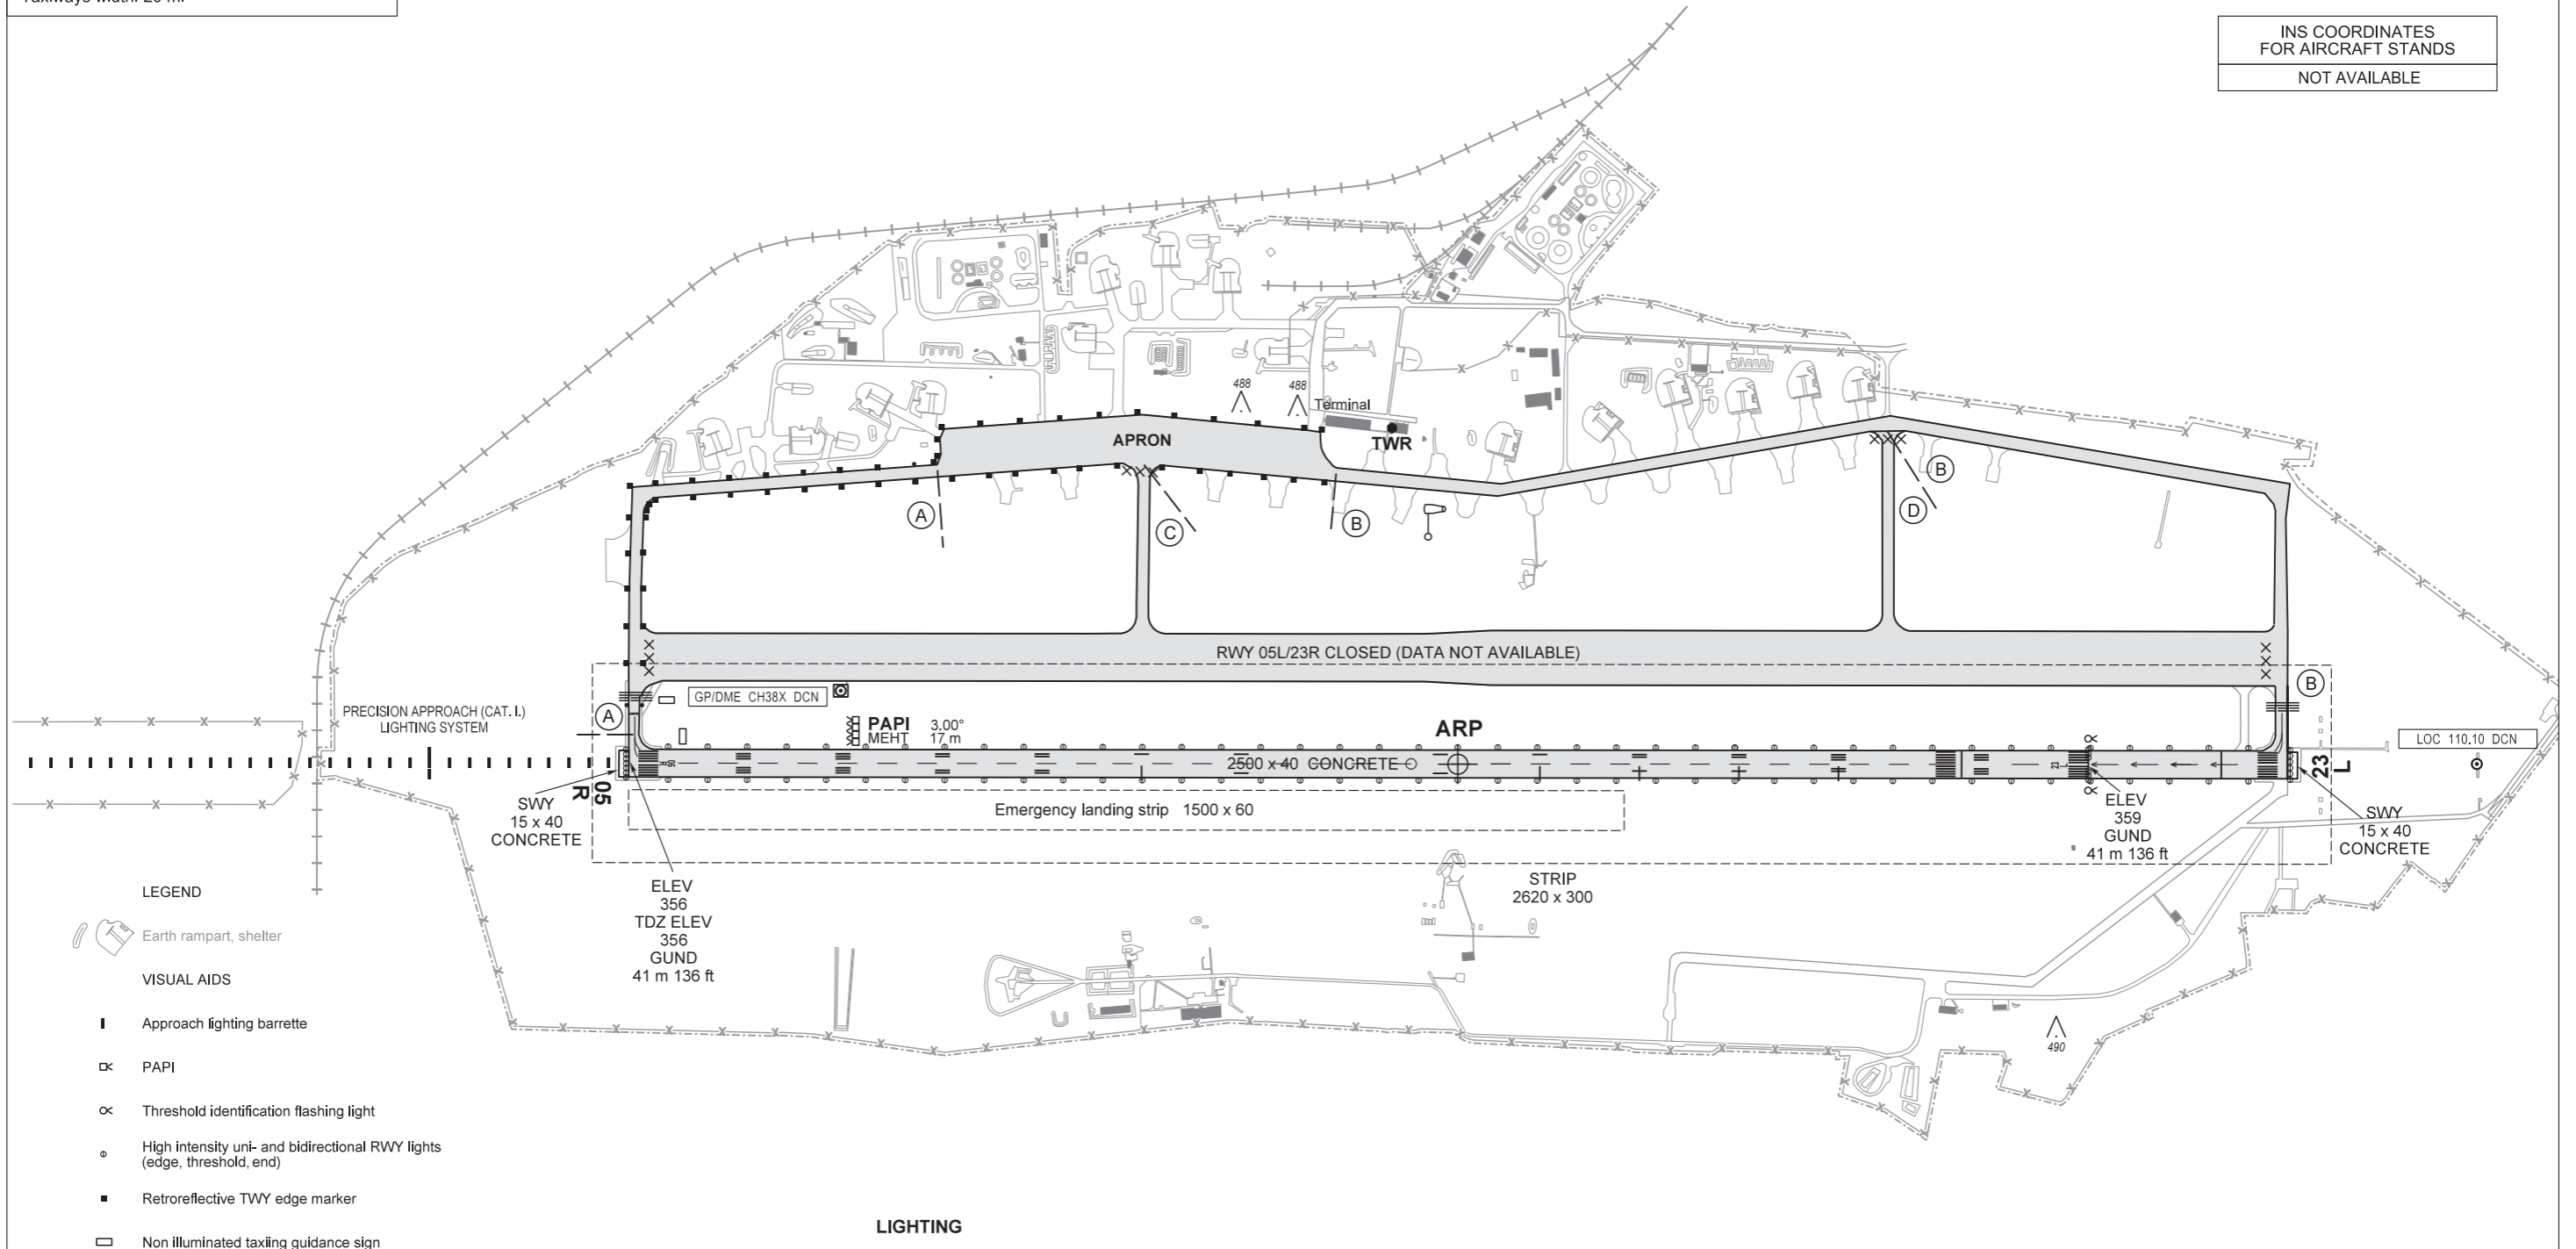 Taxiways width: 20 m.
INS COORDINATES
FOR AIRCRAFT STANDS
NOT AVAILABLE
488
488
Terminal
APRON
TWR
A
C
B
B
D
RWY 05L/23R CLOSED (DATA NOT AVAILABLE)
GP/DME CH38X DCN
PRECISION APPROACH (CAT. I.)
LIGHTING SYSTEM
A
B
PAPI 3.00°
MEHT 17 m
ARP
LOC 110.10 DCN
2500 x 40 CONCRETE
05
R
23
L
SWY
15 x 40
CONCRETE
Emergency landing strip 1500 x 60
ELEV
359
GUND
41 m 136 ft
SWY
15 x 40
CONCRETE
ELEV
356
TDZ ELEV
356
GUND
41 m 136 ft
STRIP
2620 x 300
490
LEGEND
Earth rampart, shelter
VISUAL AIDS
Approach lighting barrette
PAPI
Threshold identification flashing light
High intensity uni- and bidirectional RWY lights
(edge, threshold, end)
Retroreflective TWY edge marker
Non illuminated taxiing guidance sign
LIGHTING